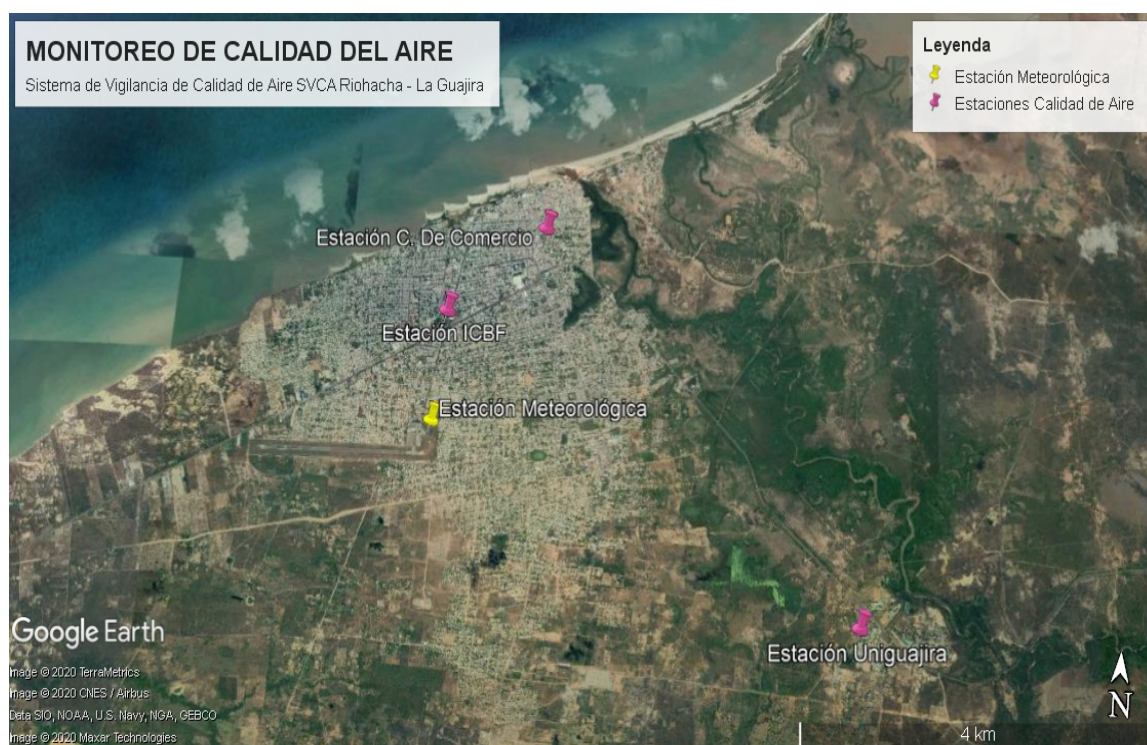 MONITOREO DE CALIDAD DEL AIRE
Sistema de Vigilancia de Calidad de Aire SVCA Riohacha - La Guajira
Leyenda
Estación Meteorológica
Estaciones Calidad de Aire
Estación C. De Comercio
Estación ICBF
Estación Meteorológica
Estación Uniguajira
Google Earth
Image © 2020 TerraMetrics
Image © 2020 CNES / Airbus
Data SIO, NOAA, U.S. Navy, NGA, GEBCO
Image © 2020 Maxar Technologies
N
4 km